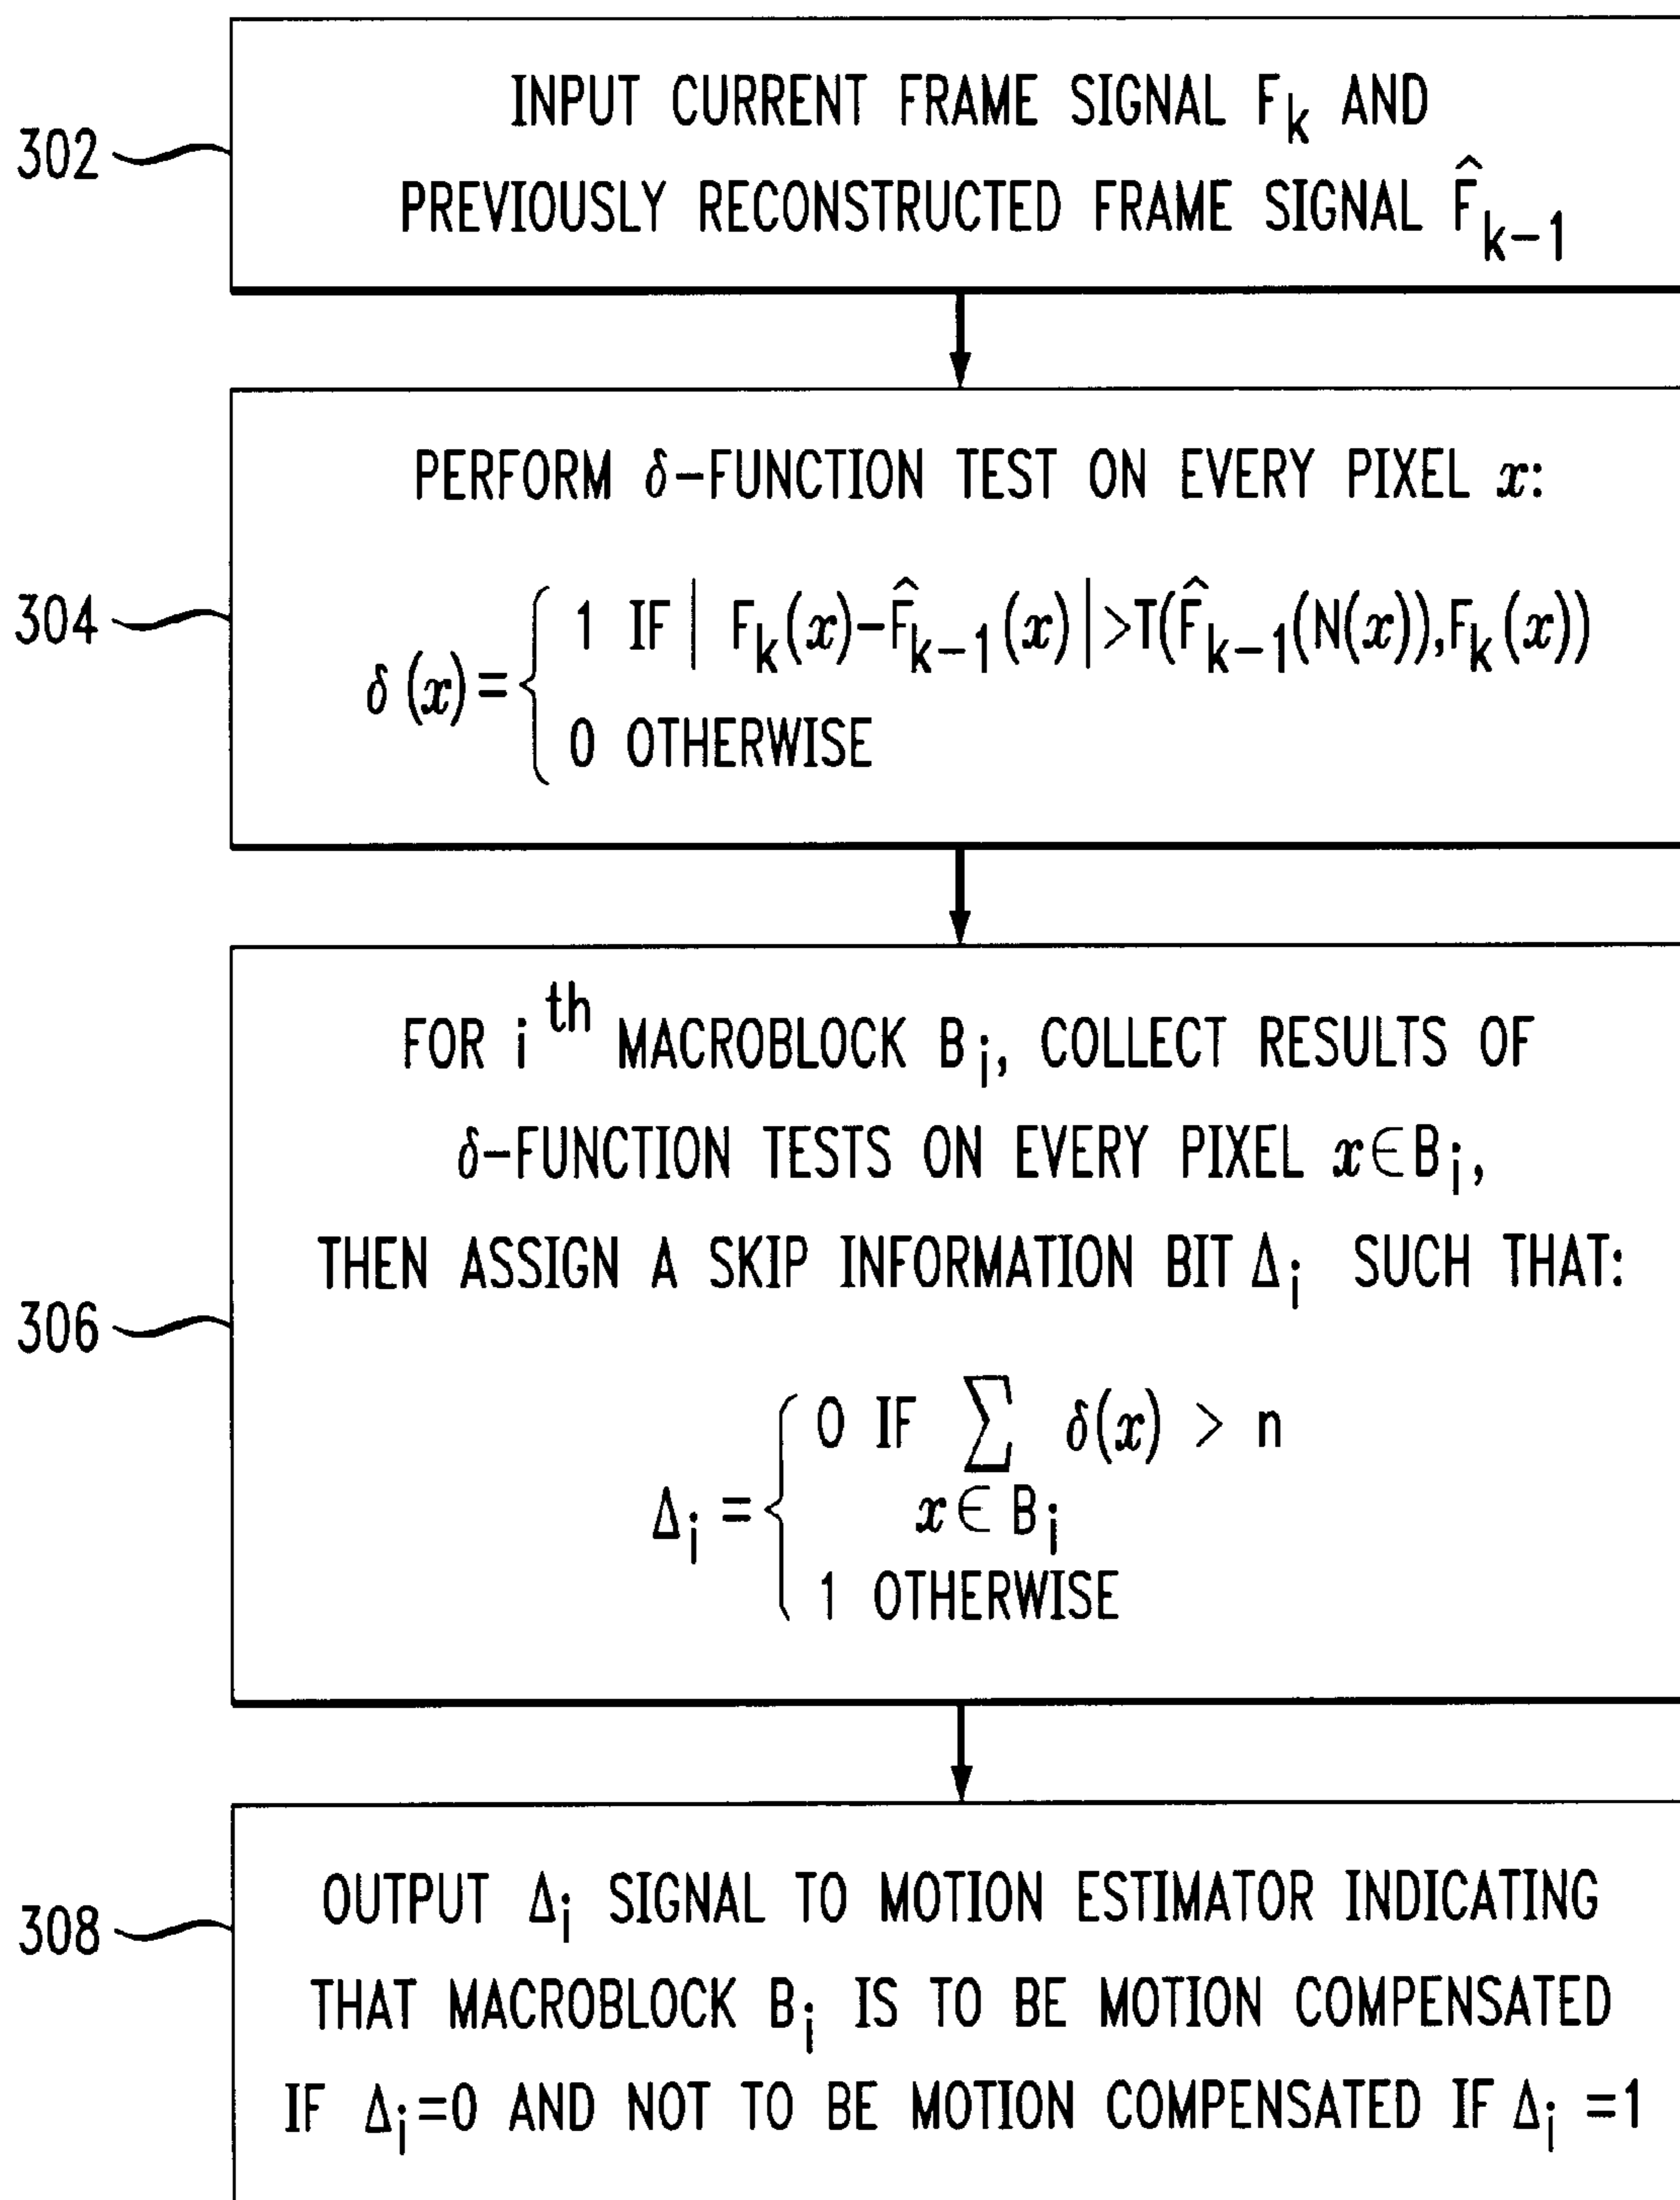 INPUT CURRENT FRAME SIGNAL F_k AND
302
PREVIOUSLY RECONSTRUCTED FRAME SIGNAL F̂_k−1
PERFORM δ−FUNCTION TEST ON EVERY PIXEL x:
304
δ(x)= { 1 IF | F_k(x)−F̂_k−1(x)|>T(F̂_k−1(N(x)),F_k(x))
0 OTHERWISE
FOR i^th MACROBLOCK B_i, COLLECT RESULTS OF
δ−FUNCTION TESTS ON EVERY PIXEL x∈B_i,
THEN ASSIGN A SKIP INFORMATION BIT Δ_i SUCH THAT:
306
Δ_i = { 0 IF ∑ δ(x) > n
x∈B_i
1 OTHERWISE
OUTPUT Δ_i SIGNAL TO MOTION ESTIMATOR INDICATING
308
THAT MACROBLOCK B_i IS TO BE MOTION COMPENSATED
IF Δ_i=0 AND NOT TO BE MOTION COMPENSATED IF Δ_i =1